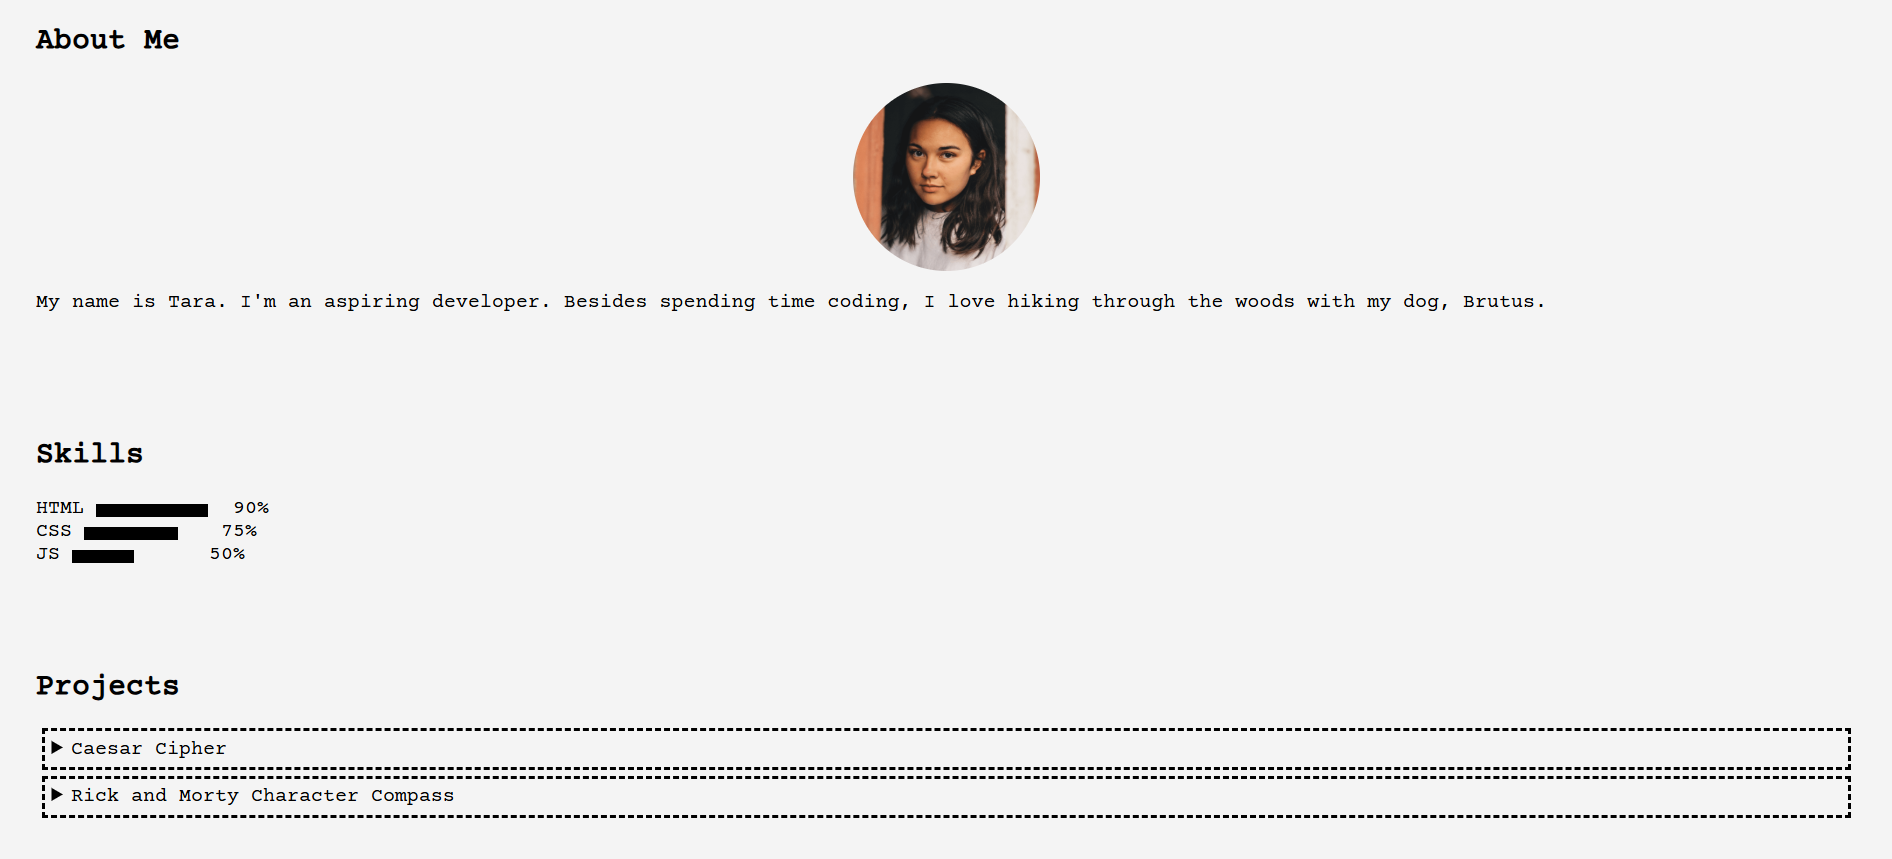 About Me
My name is Tara. I'm an aspiring developer. Besides spending time coding, I love hiking through the woods with my dog, Brutus.
Skills
HTML 90%
CSS 75%
JS 50%
Projects
Caesar Cipher
Rick and Morty Character Compass